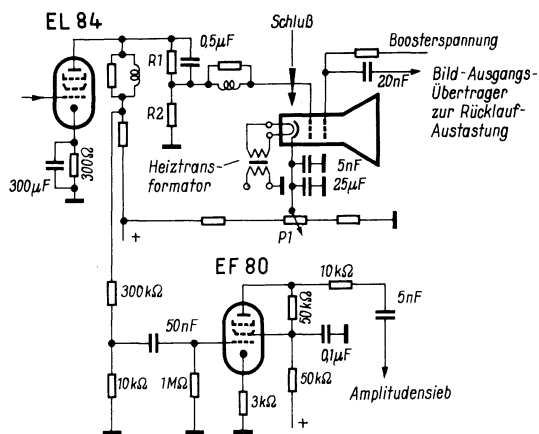 EL 84
0,5μF
Schluß
R1
R2
Boosterspannung
20nF
Bild-Ausgangs-
Übertrager
zur Rücklauf-
Austastung
300μF
300Ω
Heiztrans-
formator
5nF
25μF
+
P1
EF 80
300kΩ
50nF
10kΩ
50kΩ
5nF
0,1μF
10kΩ
1MΩ
3kΩ
50kΩ
+
Amplitudensieb